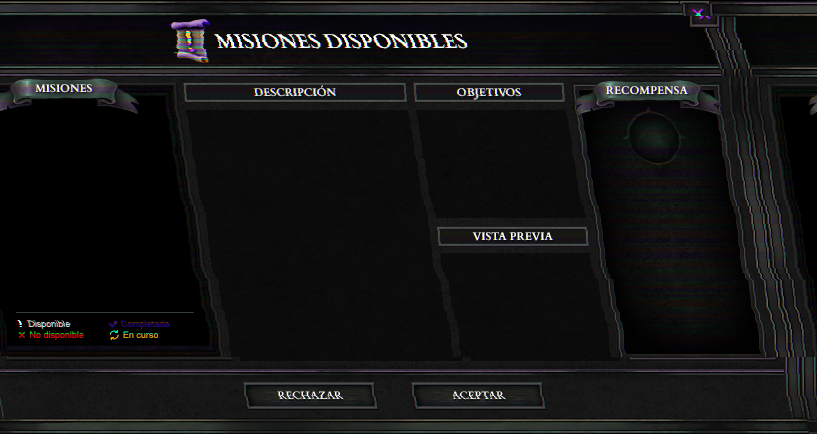 MISIONES DISPONIBLES
MISIONES
DESCRIPCIÓN
OBJETIVOS
RECOMPENSA
VISTA PREVIA
Disponible
Completada
No disponible
En curso
RECHAZAR
ACEPTAR